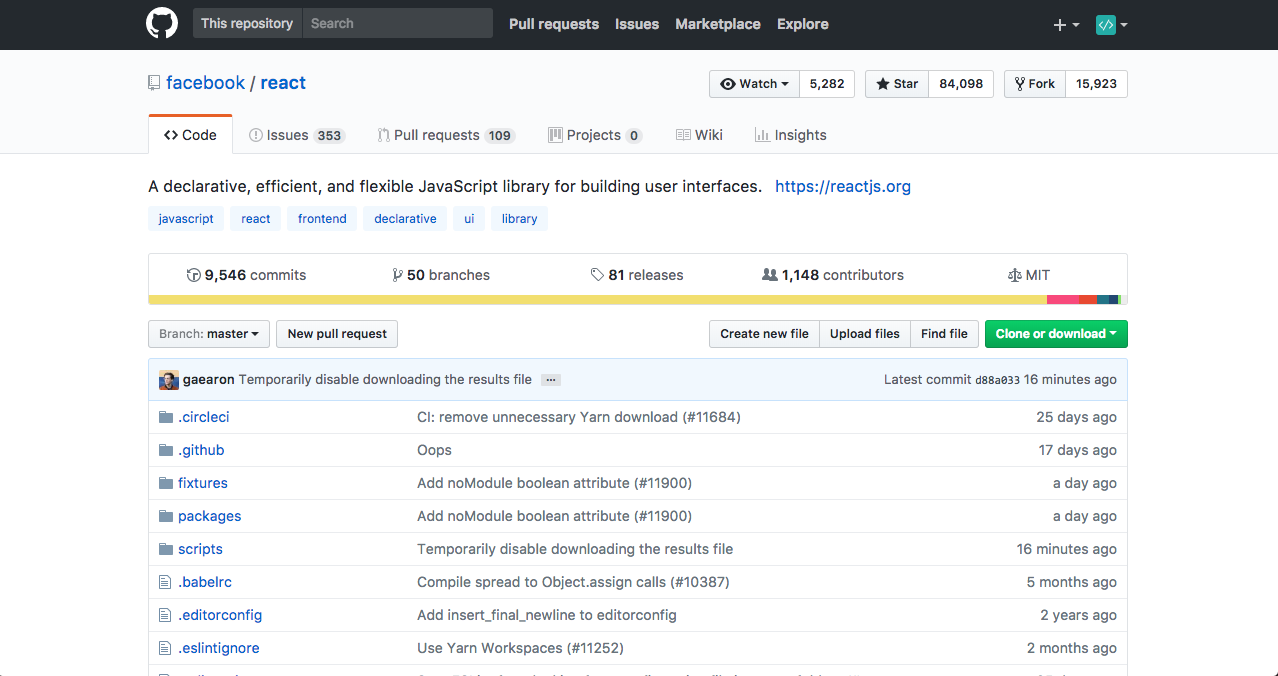 This repository Search Pull requests Issues Marketplace Explore
facebook / react Watch 5,282 Star 84,098 Fork 15,923
Code Issues 353 Pull requests 109 Projects 0 Wiki Insights
A declarative, efficient, and flexible JavaScript library for building user interfaces. https://reactjs.org
javascript react frontend declarative ui library
9,546 commits 50 branches 81 releases 1,148 contributors MIT
Branch: master New pull request Create new file Upload files Find file Clone or download
gaearon Temporarily disable downloading the results file ... Latest commit d88a033 16 minutes ago
.circleci CI: remove unnecessary Yarn download (#11684) 25 days ago
.github Oops 17 days ago
fixtures Add noModule boolean attribute (#11900) a day ago
packages Add noModule boolean attribute (#11900) a day ago
scripts Temporarily disable downloading the results file 16 minutes ago
.babelrc Compile spread to Object.assign calls (#10387) 5 months ago
.editorconfig Add insert_final_newline to editorconfig 2 years ago
.eslintignore Use Yarn Workspaces (#11252) 2 months ago